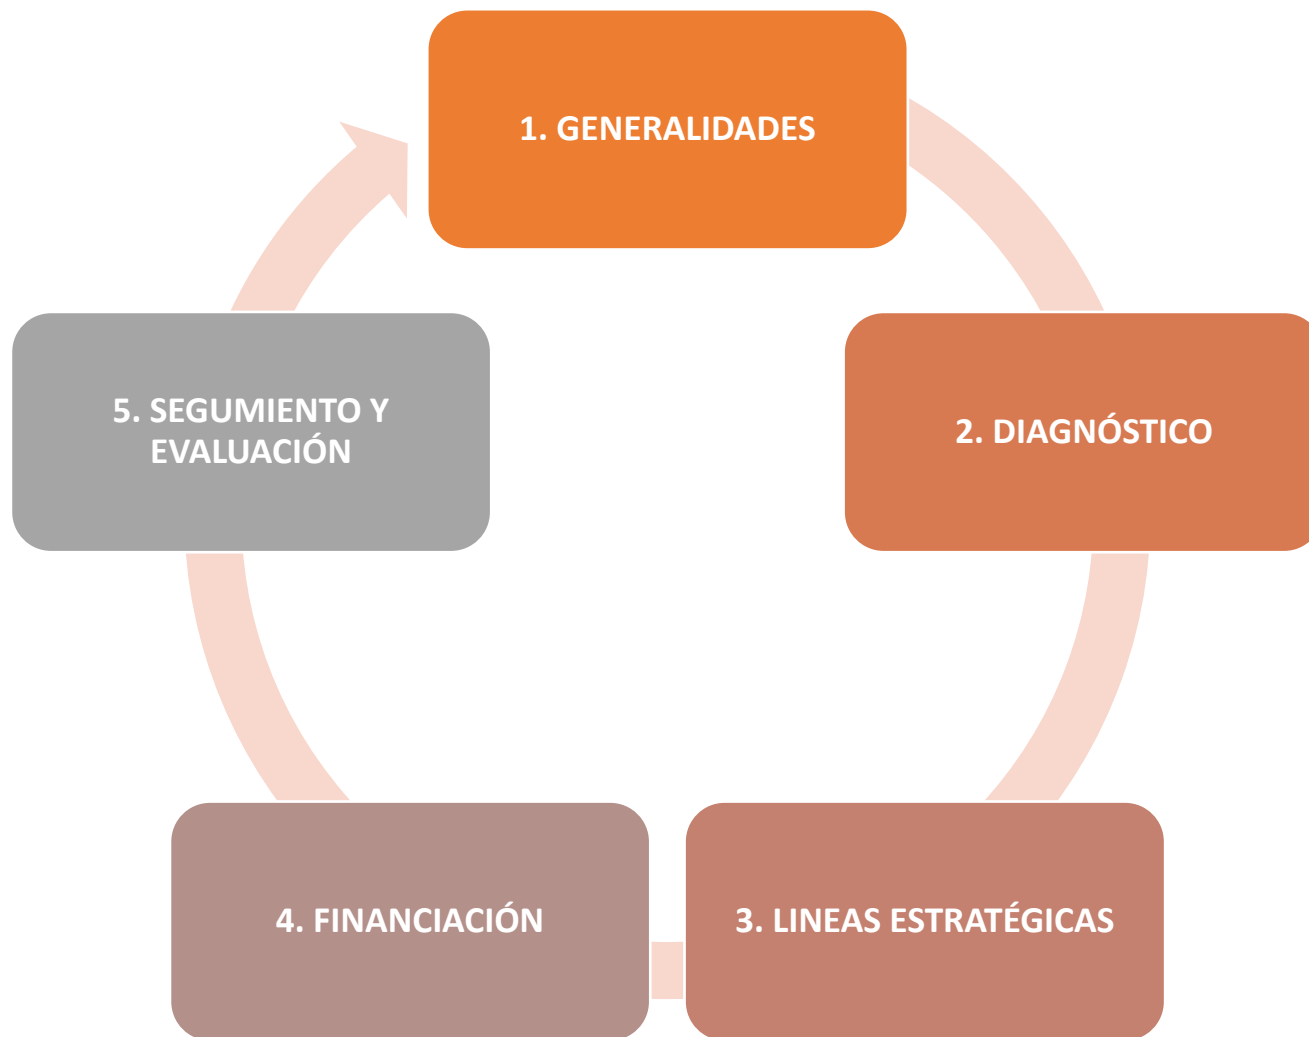 1. GENERALIDADES
2. DIAGNÓSTICO
3. LINEAS ESTRATÉGICAS
4. FINANCIACIÓN
5. SEGUMIENTO Y
EVALUACIÓN